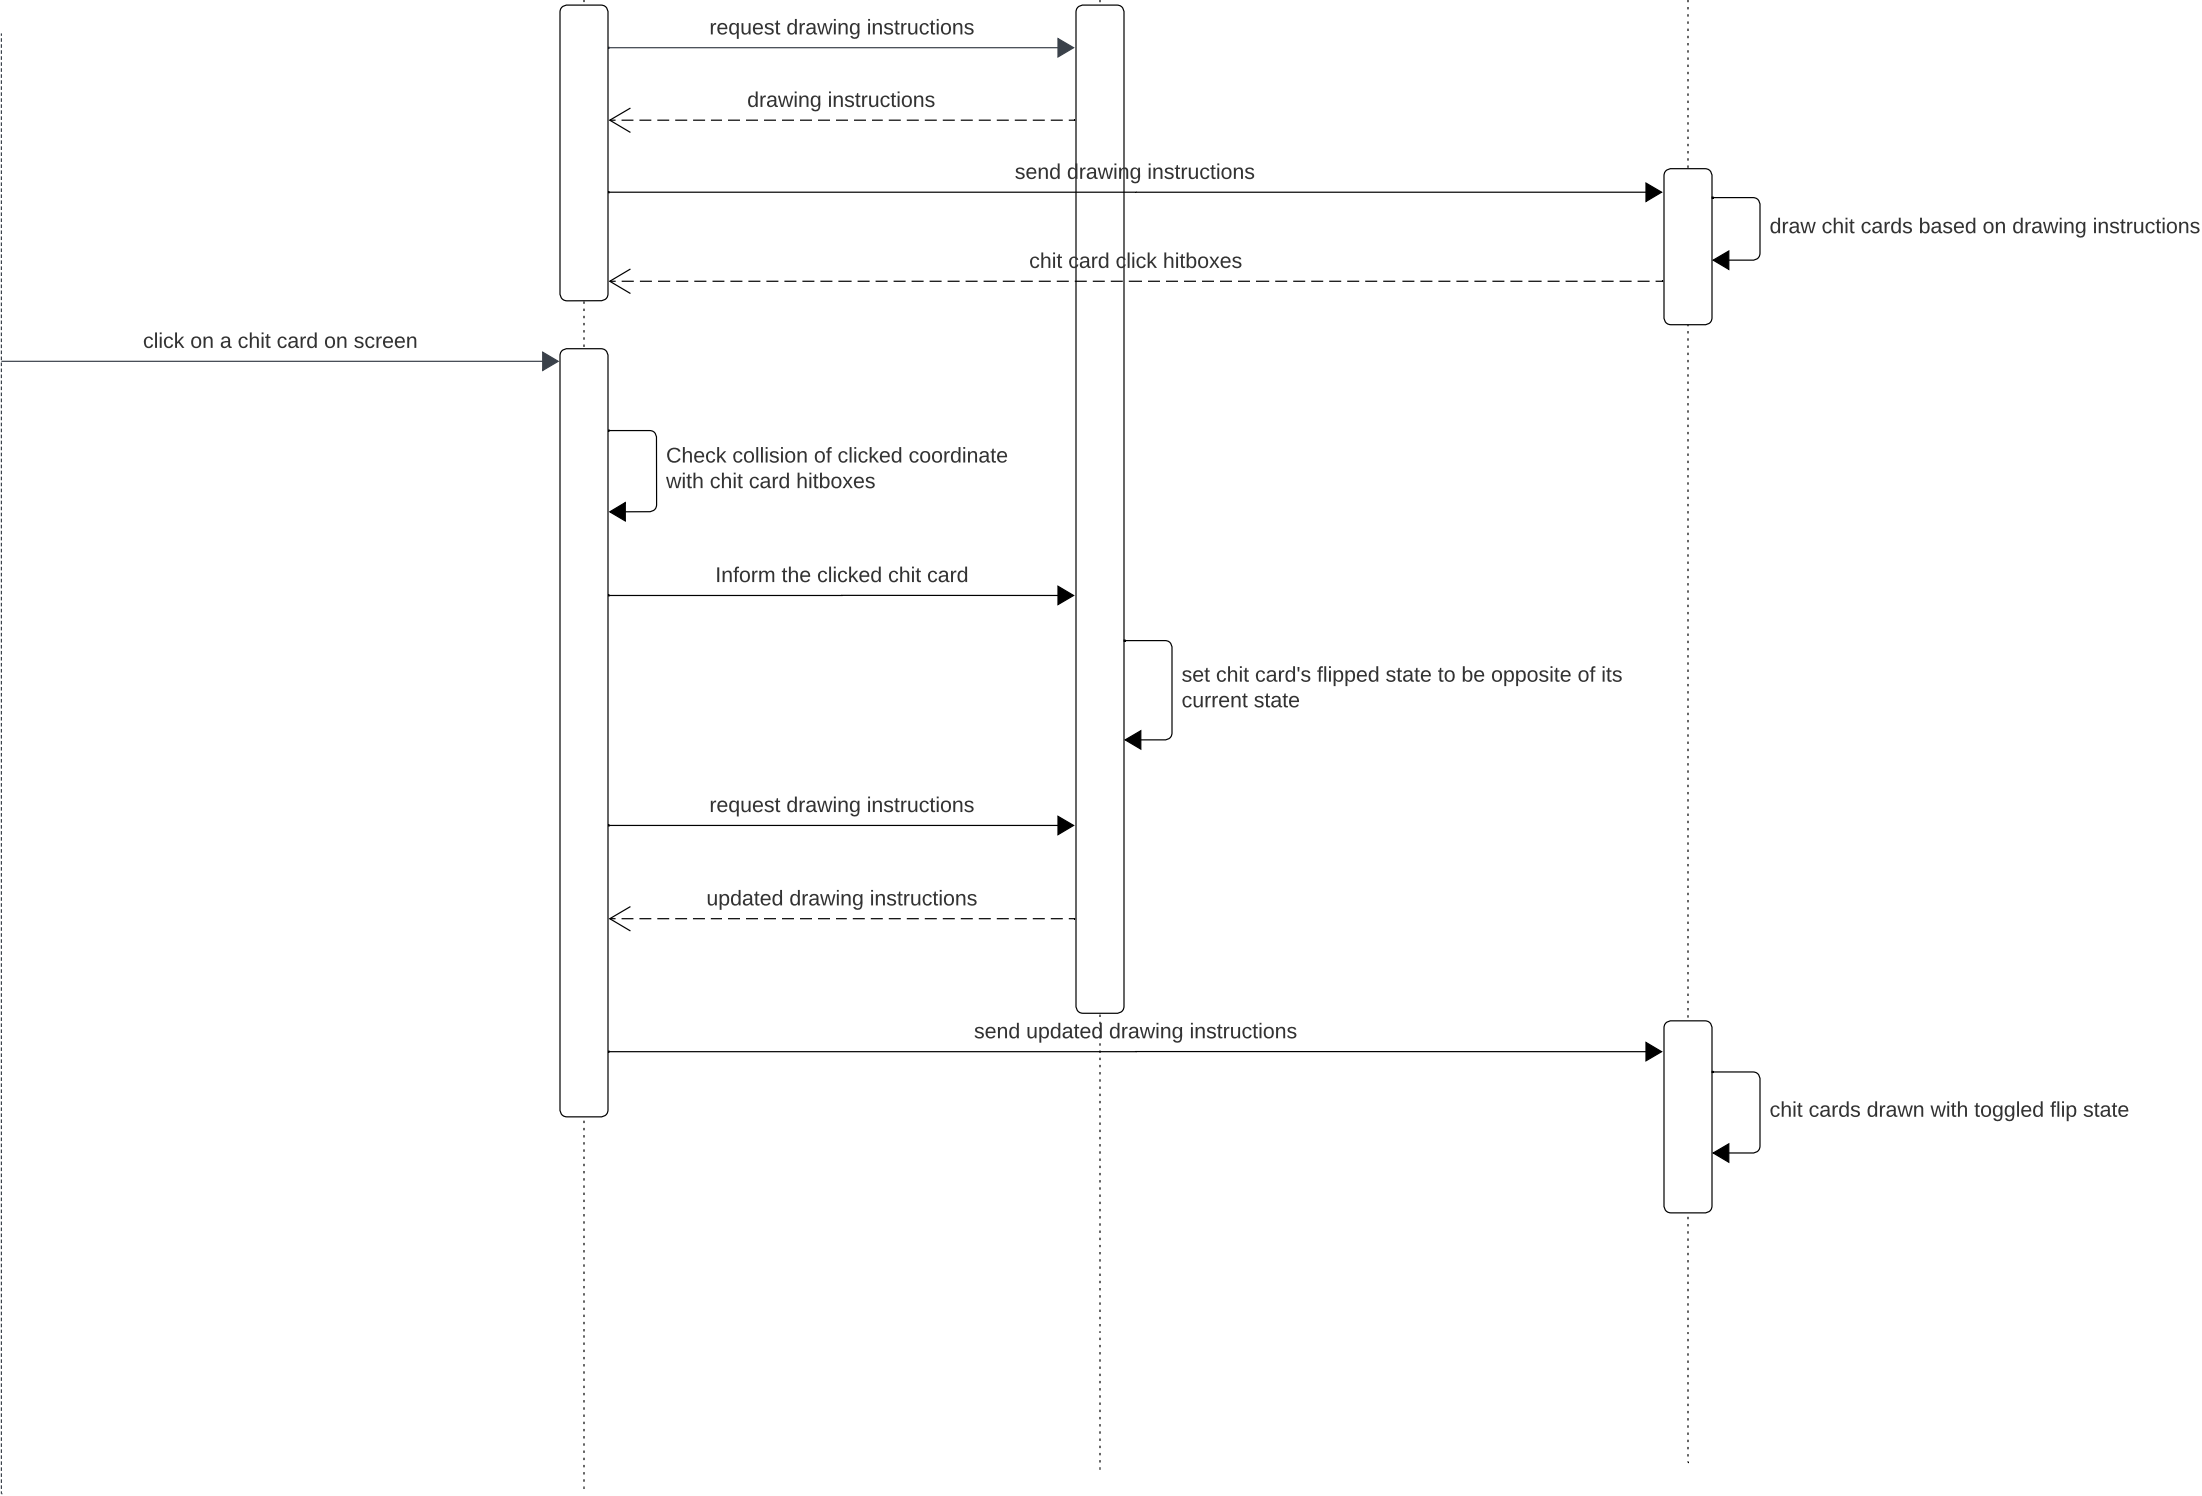 request drawing instructions
drawing instructions
send drawing instructions
draw chit cards based on drawing instructions
chit card click hitboxes
click on a chit card on screen
Check collision of clicked coordinate
with chit card hitboxes
Inform the clicked chit card
set chit card's flipped state to be opposite of its
current state
request drawing instructions
updated drawing instructions
send updated drawing instructions
chit cards drawn with toggled flip state